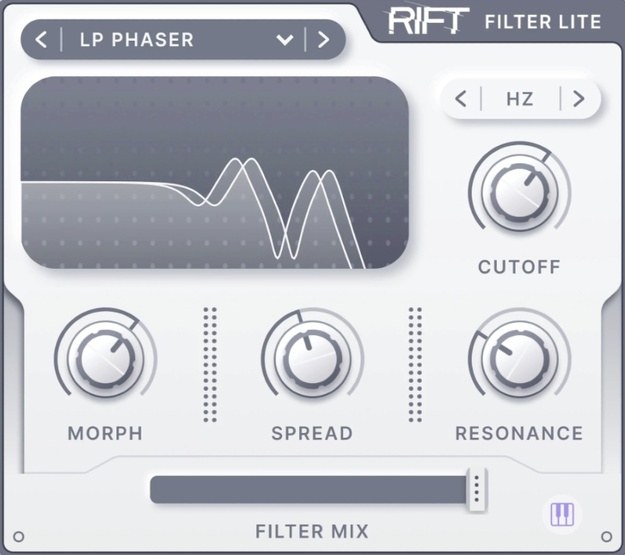 LP PHASER
RIFT FILTER LITE
HZ
CUTOFF
MORPH
SPREAD
RESONANCE
FILTER MIX